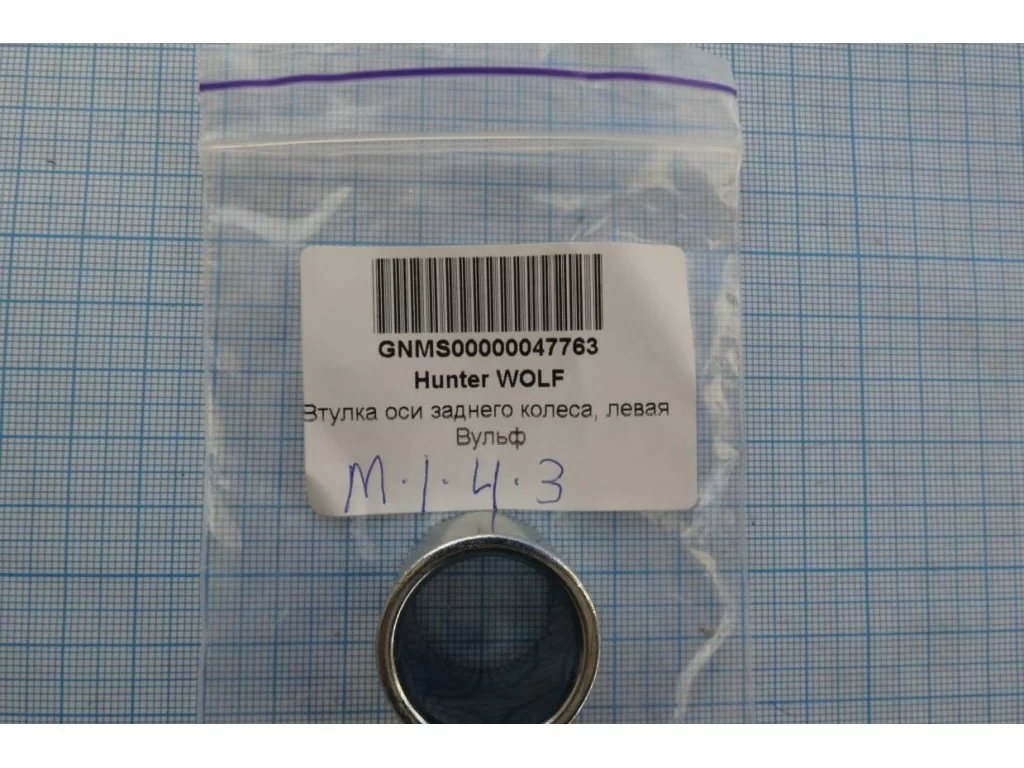 GNMS00000047763
Hunter WOLF
Втулка оси заднего колеса, левая
Вульф
М.1.4.3